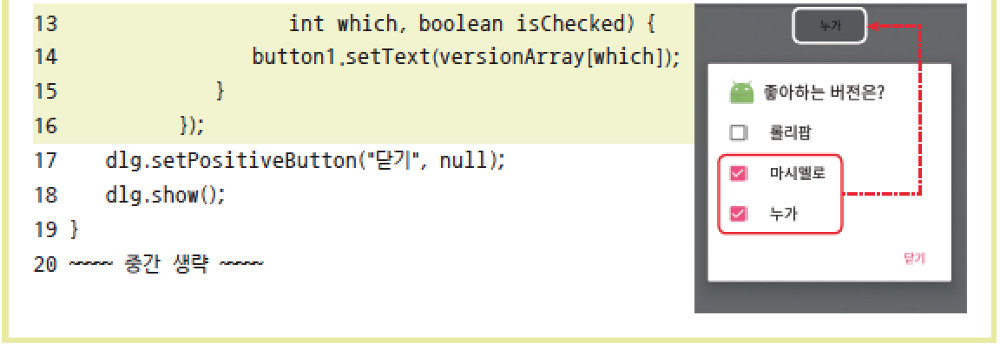 13 int which, boolean isChecked) {
14 button1.setText(versionArray[which]);
15 }
16 });
17 dlg.setPositiveButton("닫기", null);
18 dlg.show();
19 }
20 ~~~~~ 중간 생략 ~~~~~
누가
좋아하는 버전은?
롤리팝
마시멜로
누가
닫기